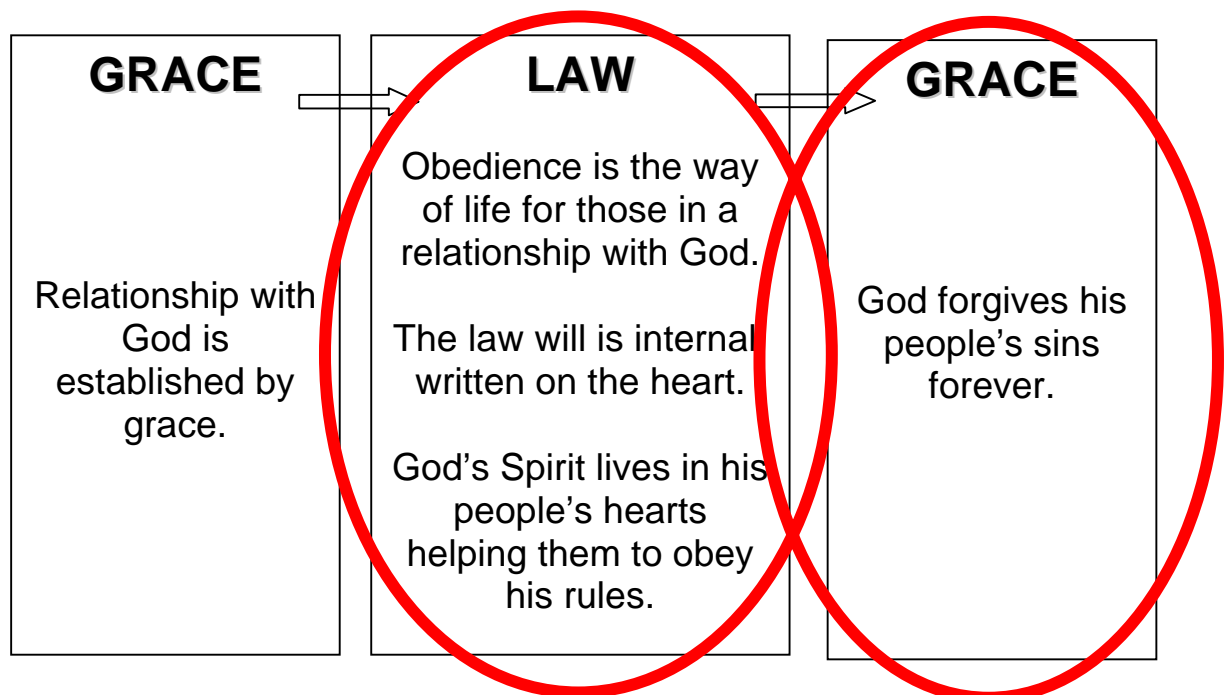 GRACE
Relationship with
God is
established by
grace.
LAW
Obedience is the way
of life for those in a
relationship with God.
The law will is internal
written on the heart.
God's Spirit lives in his
people's hearts
helping them to obey
his rules.
GRACE
God forgives his
people's sins
forever.